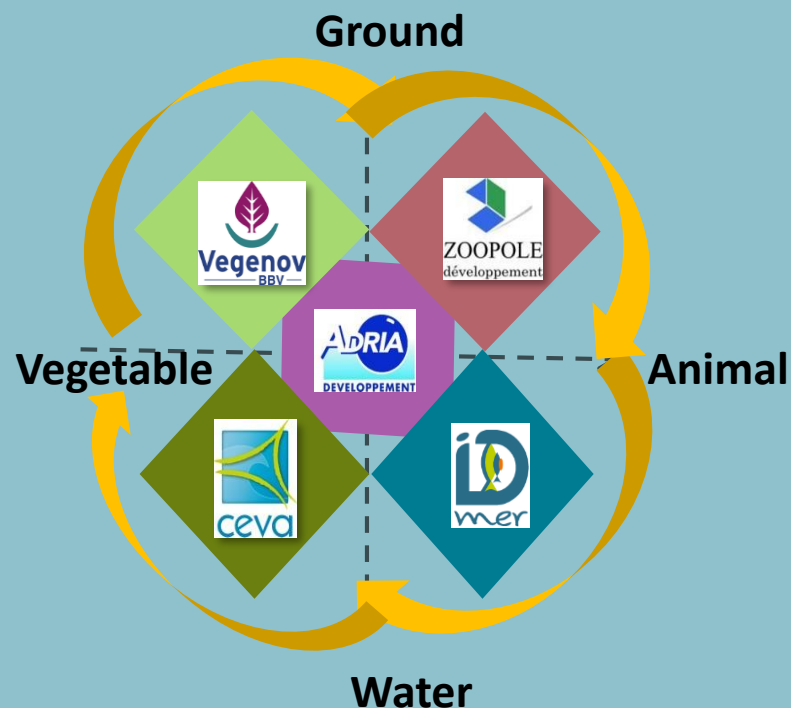 Ground
Vegenov
BBV
ZOOPOLE
développement
ADRIA
DEVELOPPEMENT
Vegetable
Animal
ceva
iD
mer
Water